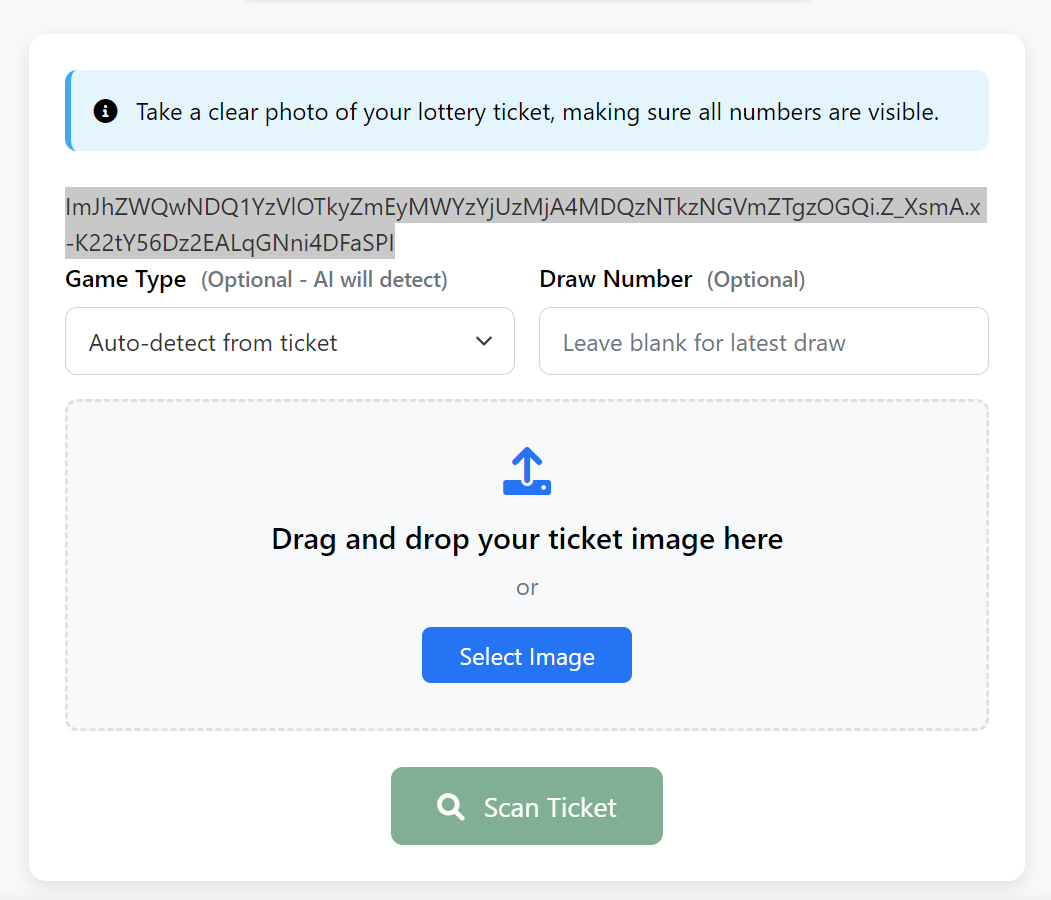 Take a clear photo of your lottery ticket, making sure all numbers are visible.
ImJhZWQwNDQ1YzVlOTkyZmEyMWYzYjUzMjA4MDQzNTkzNGVmZTgzOGQi.Z_XsmA.x
-K22tY56Dz2EALqGNni4DFaSPI
Game Type (Optional - AI will detect)
Draw Number (Optional)
Auto-detect from ticket
Leave blank for latest draw
Drag and drop your ticket image here
or
Select Image
Scan Ticket